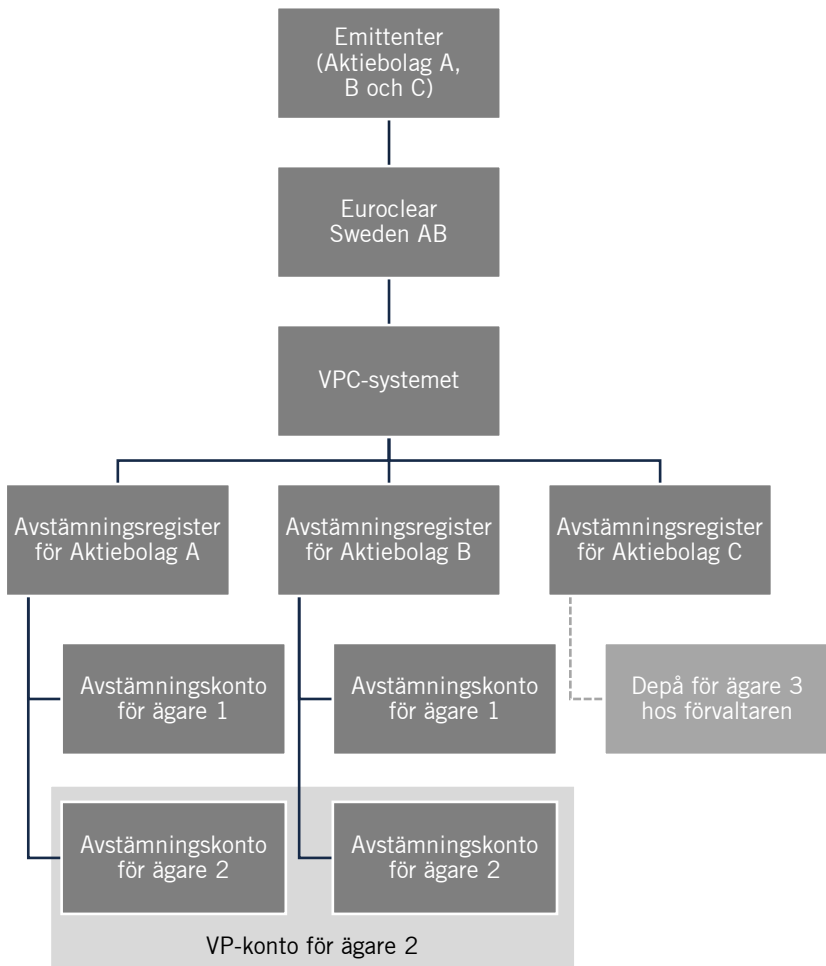 Emittenter
(Aktiebolag A,
B och C)
Euroclear
Sweden AB
VPC-systemet
Avstämningsregister
för Aktiebolag A
Avstämningsregister
för Aktiebolag B
Avstämningsregister
för Aktiebolag C
Avstämningskonto
för ägare 1
Avstämningskonto
för ägare 1
Depå för ägare 3
hos förvaltaren
Avstämningskonto
för ägare 2
Avstämningskonto
för ägare 2
VP-konto för ägare 2